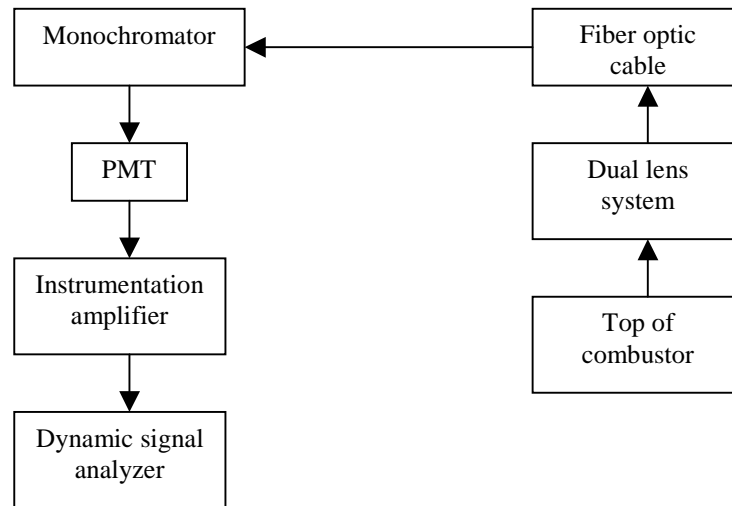 Monochromator
Fiber optic
cable
PMT
Dual lens
system
Instrumentation
amplifier
Top of
combustor
Dynamic signal
analyzer